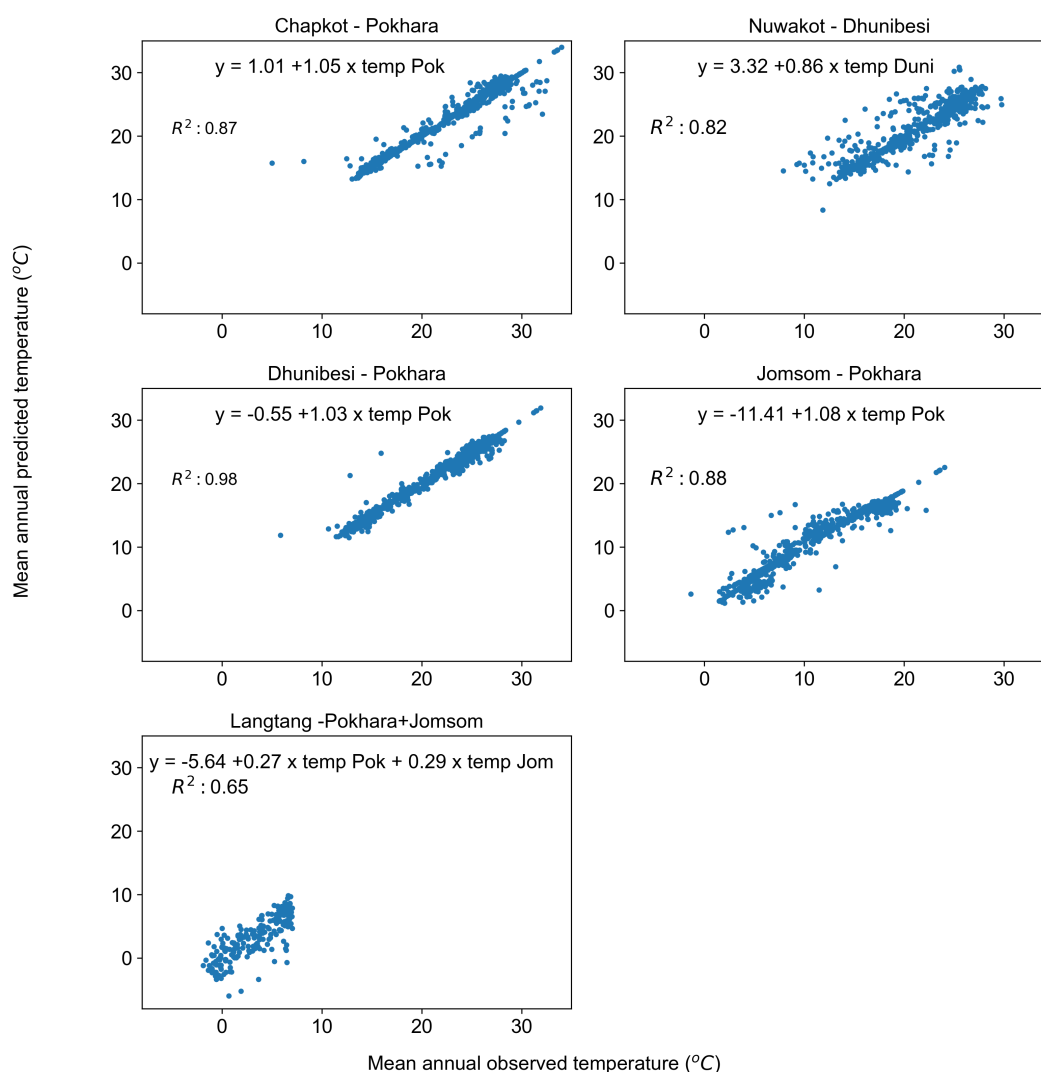 Chapkot - Pokhara
y = 1.01 +1.05 x temp Pok
R² : 0.87
30
20
10
0
0 10 20 30
Nuwakot - Dhunibesi
y = 3.32 +0.86 x temp Duni
R² : 0.82
30
20
10
0
0 10 20 30
Mean annual predicted temperature (°C)
Dhunibesi - Pokhara
y = -0.55 +1.03 x temp Pok
R² : 0.98
30
20
10
0
0 10 20 30
Jomsom - Pokhara
y = -11.41 +1.08 x temp Pok
R² : 0.88
30
20
10
0
0 10 20 30
Langtang -Pokhara+Jomsom
y = -5.64 +0.27 x temp Pok + 0.29 x temp Jom
R² : 0.65
30
20
10
0
0 10 20 30
Mean annual observed temperature (°C)